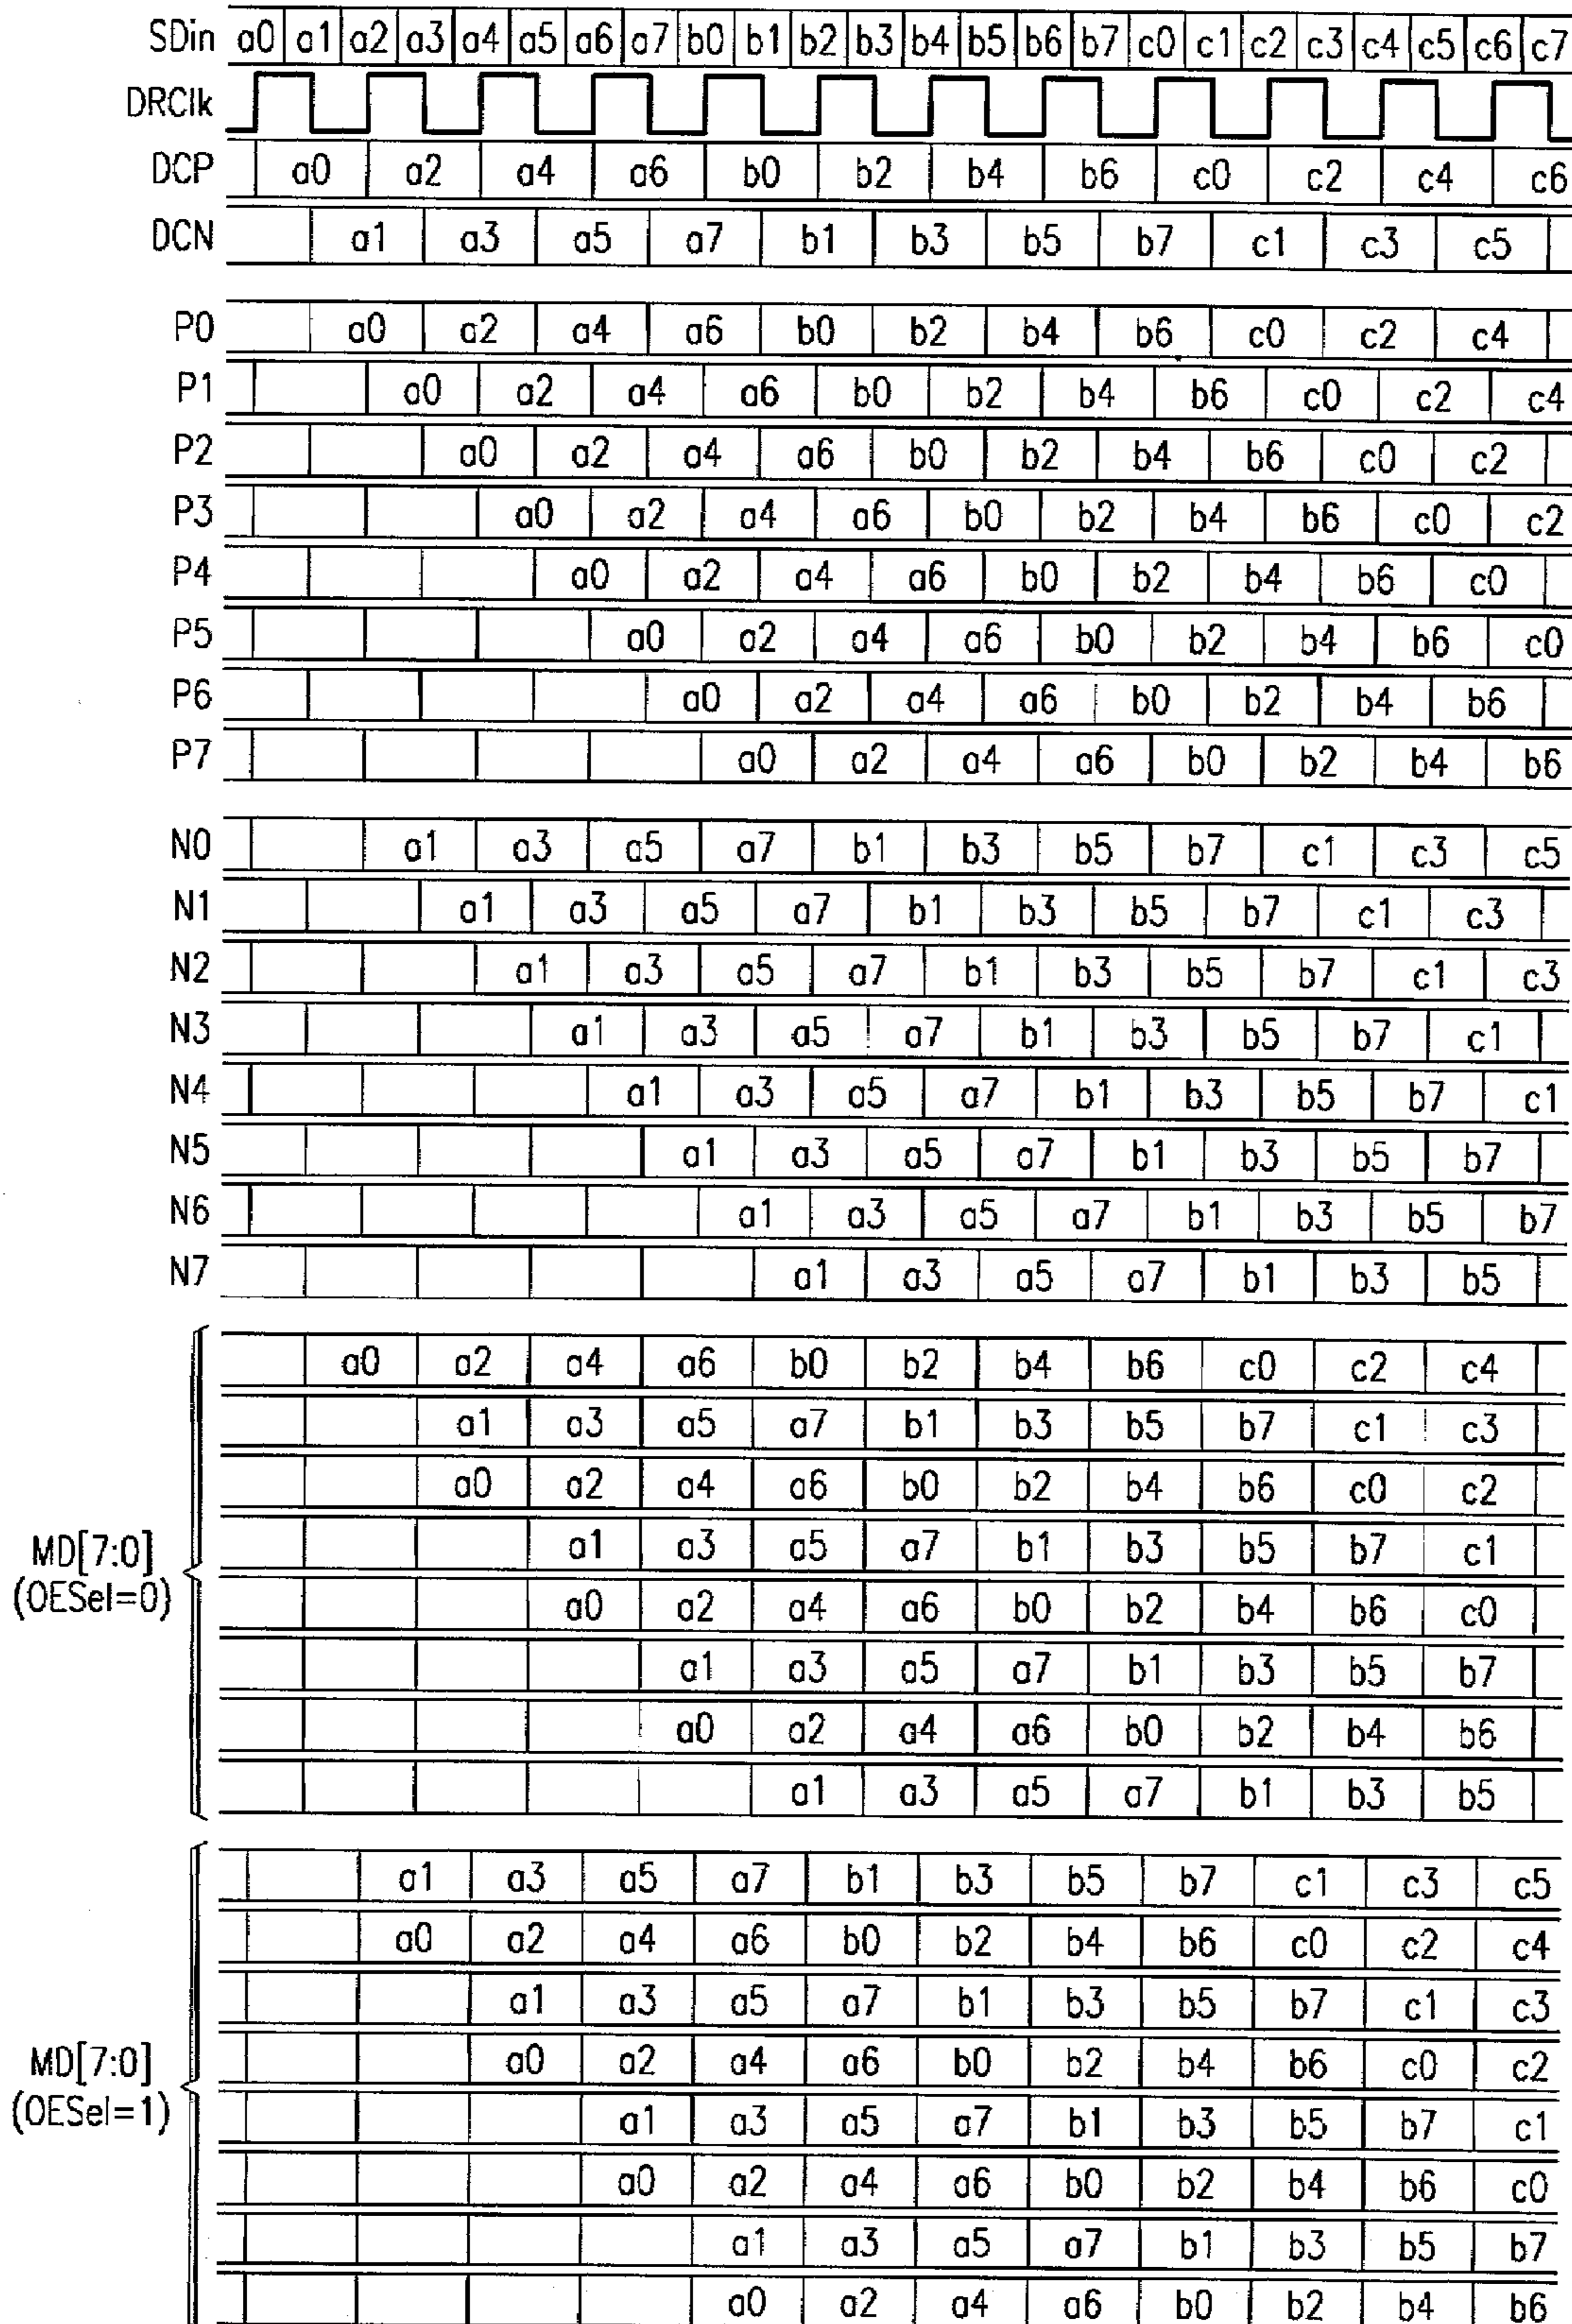 SDin a0 a1 a2 a3 a4 a5 a6 a7 b0 b1 b2 b3 b4 b5 b6 b7 c0 c1 c2 c3 c4 c5 c6 c7
DRClk
DCP a0 a2 a4 a6 b0 b2 b4 b6 c0 c2 c4 c6
DCN a1 a3 a5 a7 b1 b3 b5 b7 c1 c3 c5
P0 a0 a2 a4 a6 b0 b2 b4 b6 c0 c2 c4
P1 a0 a2 a4 a6 b0 b2 b4 b6 c0 c2 c4
P2 a0 a2 a4 a6 b0 b2 b4 b6 c0 c2
P3 a0 a2 a4 a6 b0 b2 b4 b6 c0 c2
P4 a0 a2 a4 a6 b0 b2 b4 b6 c0
P5 a0 a2 a4 a6 b0 b2 b4 b6 c0
P6 a0 a2 a4 a6 b0 b2 b4 b6
P7 a0 a2 a4 a6 b0 b2 b4 b6
N0 a1 a3 a5 a7 b1 b3 b5 b7 c1 c3 c5
N1 a1 a3 a5 a7 b1 b3 b5 b7 c1 c3
N2 a1 a3 a5 a7 b1 b3 b5 b7 c1 c3
N3 a1 a3 a5 a7 b1 b3 b5 b7 c1
N4 a1 a3 a5 a7 b1 b3 b5 b7 c1
N5 a1 a3 a5 a7 b1 b3 b5 b7
N6 a1 a3 a5 a7 b1 b3 b5 b7
N7 a1 a3 a5 a7 b1 b3 b5
MD[7:0]
(OESel=0)
a0 a2 a4 a6 b0 b2 b4 b6 c0 c2 c4
a1 a3 a5 a7 b1 b3 b5 b7 c1 c3
a0 a2 a4 a6 b0 b2 b4 b6 c0 c2
a1 a3 a5 a7 b1 b3 b5 b7 c1
a0 a2 a4 a6 b0 b2 b4 b6 c0
a1 a3 a5 a7 b1 b3 b5 b7
a0 a2 a4 a6 b0 b2 b4 b6
a1 a3 a5 a7 b1 b3 b5
MD[7:0]
(OESel=1)
a1 a3 a5 a7 b1 b3 b5 b7 c1 c3 c5
a0 a2 a4 a6 b0 b2 b4 b6 c0 c2 c4
a1 a3 a5 a7 b1 b3 b5 b7 c1 c3
a0 a2 a4 a6 b0 b2 b4 b6 c0 c2
a1 a3 a5 a7 b1 b3 b5 b7 c1
a0 a2 a4 a6 b0 b2 b4 b6 c0
a1 a3 a5 a7 b1 b3 b5 b7
a0 a2 a4 a6 b0 b2 b4 b6